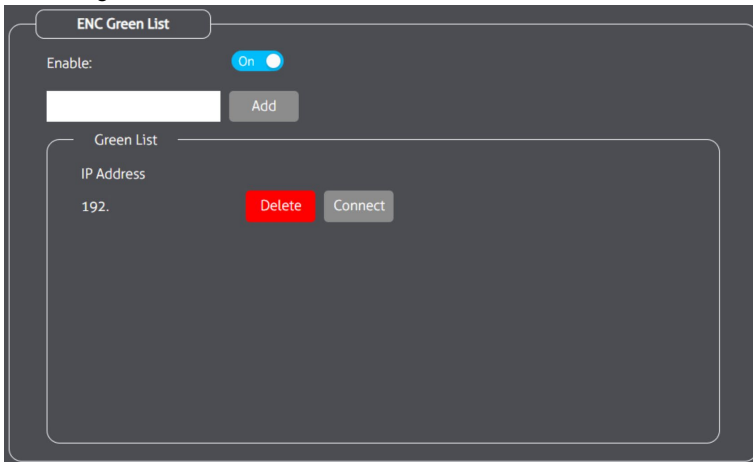 ENC Green List
Enable: On
Add
Green List
IP Address
192. Delete Connect